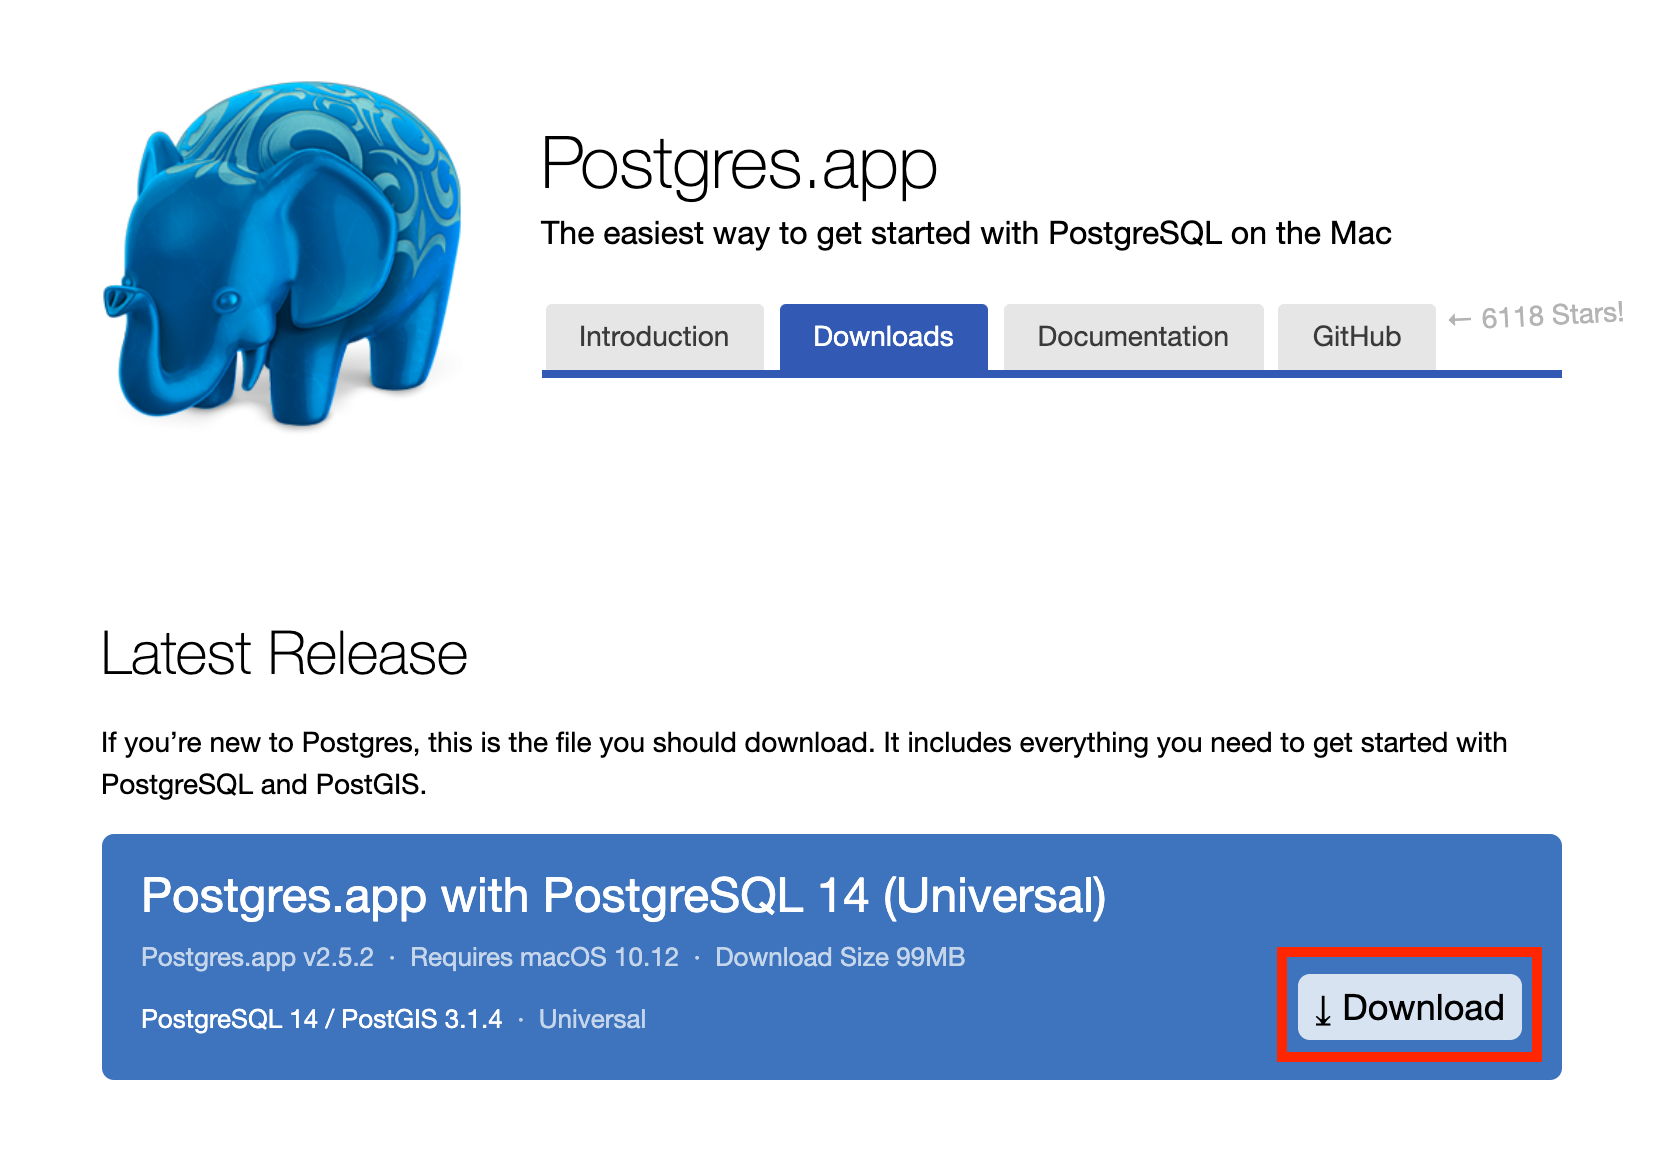 Postgres.app
The easiest way to get started with PostgreSQL on the Mac
Introduction Downloads Documentation GitHub ← 6118 Stars!
Latest Release
If you’re new to Postgres, this is the file you should download. It includes everything you need to get started with
PostgreSQL and PostGIS.
Postgres.app with PostgreSQL 14 (Universal)
Postgres.app v2.5.2 · Requires macOS 10.12 · Download Size 99MB
PostgreSQL 14 / PostGIS 3.1.4 · Universal
⤓ Download